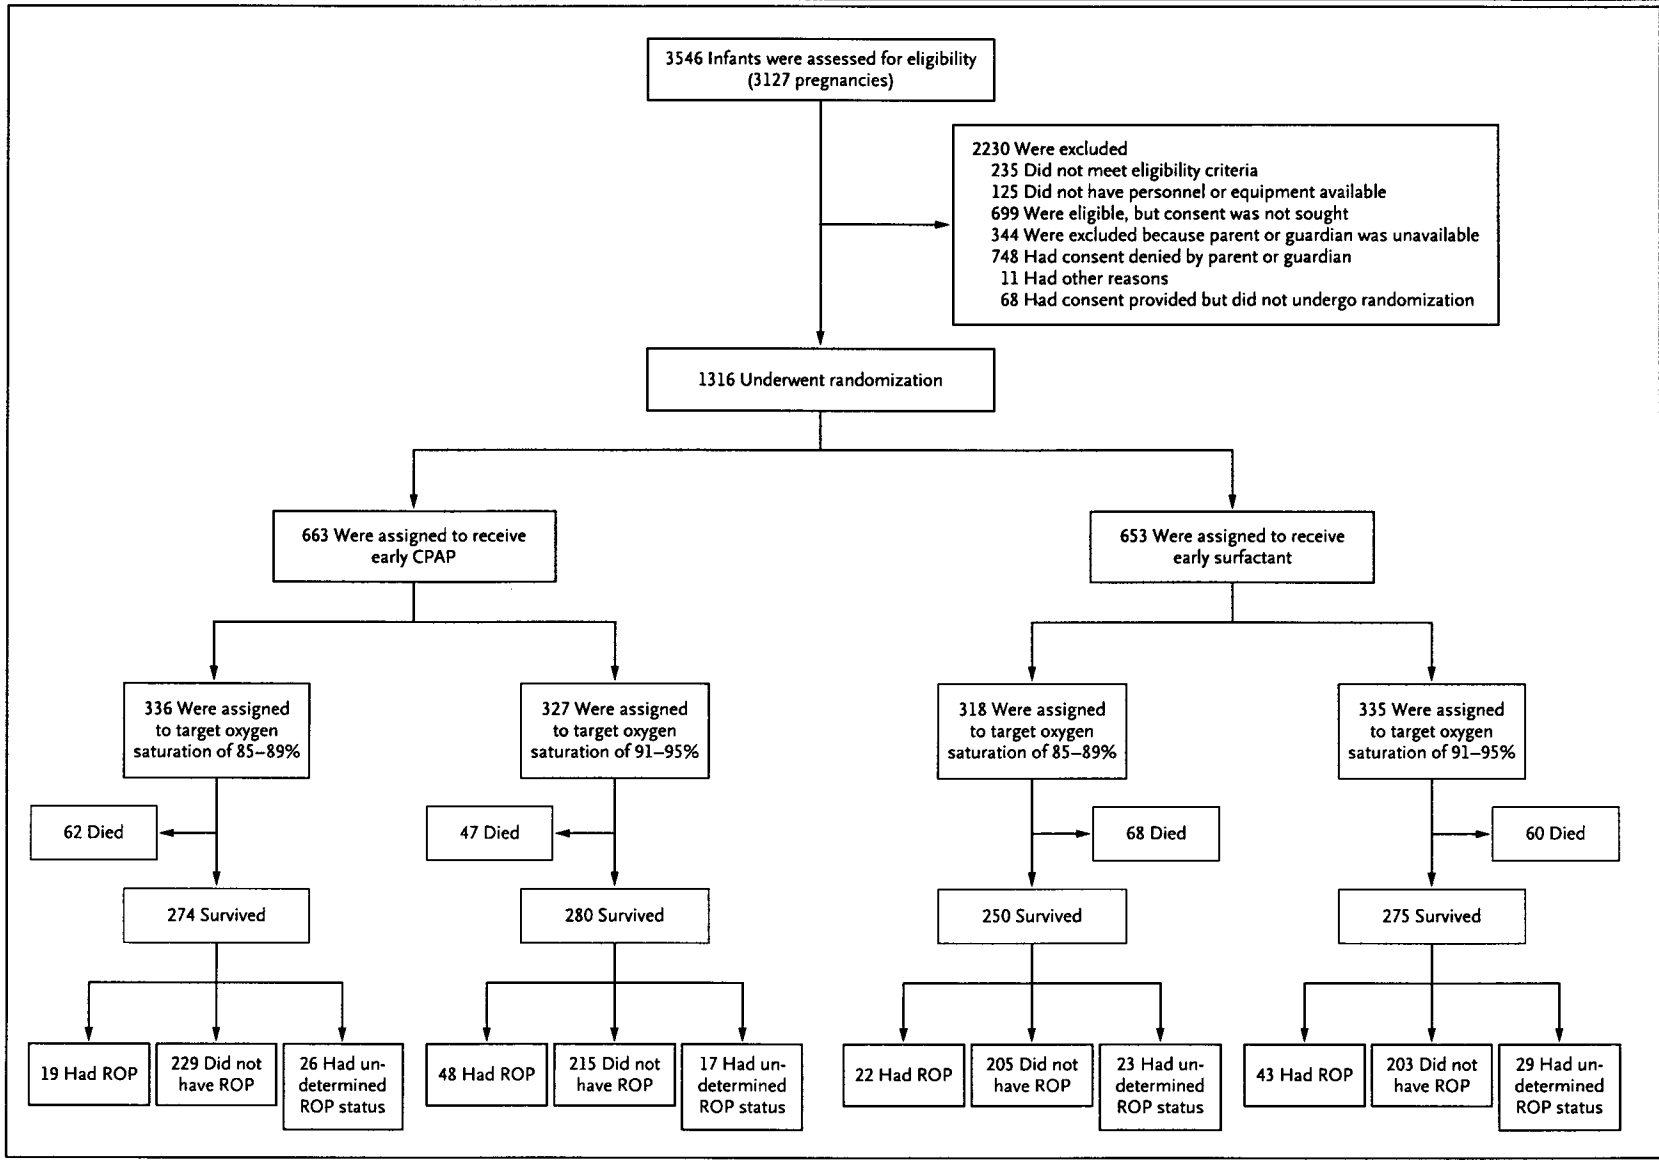 3546 Infants were assessed for eligibility
(3127 pregnancies)
2230 Were excluded
235 Did not meet eligibility criteria
125 Did not have personnel or equipment available
699 Were eligible, but consent was not sought
344 Were excluded because parent or guardian was unavailable
748 Had consent denied by parent or guardian
11 Had other reasons
68 Had consent provided but did not undergo randomization
1316 Underwent randomization
663 Were assigned to receive
early CPAP
653 Were assigned to receive
early surfactant
336 Were assigned
to target oxygen
saturation of 85–89%
327 Were assigned
to target oxygen
saturation of 91–95%
318 Were assigned
to target oxygen
saturation of 85–89%
335 Were assigned
to target oxygen
saturation of 91–95%
62 Died
47 Died
68 Died
60 Died
274 Survived
280 Survived
250 Survived
275 Survived
19 Had ROP
229 Did not
have ROP
26 Had un-
determined
ROP status
48 Had ROP
215 Did not
have ROP
17 Had un-
determined
ROP status
22 Had ROP
205 Did not
have ROP
23 Had un-
determined
ROP status
43 Had ROP
203 Did not
have ROP
29 Had un-
determined
ROP status